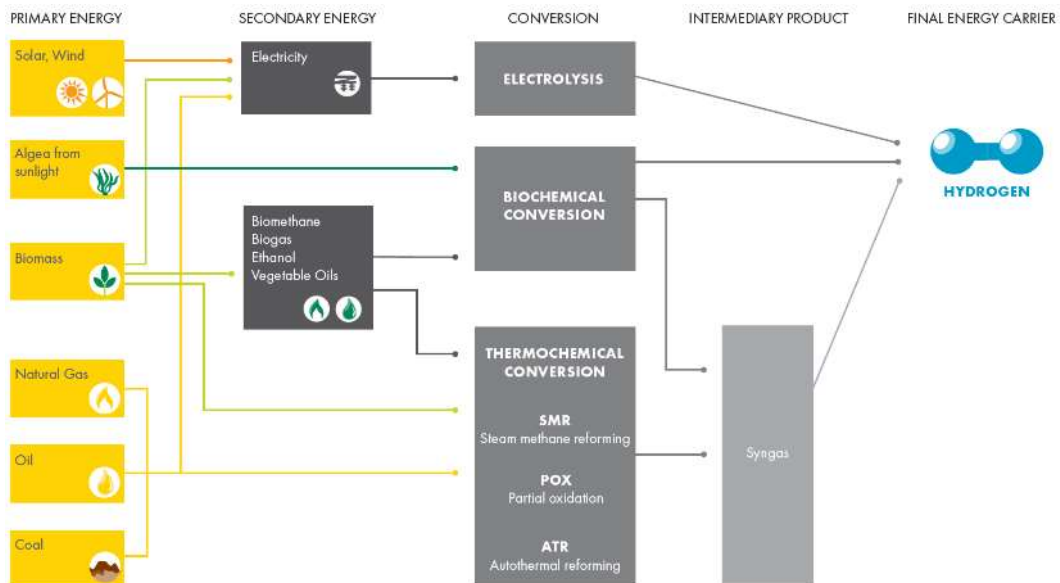 PRIMARY ENERGY
SECONDARY ENERGY
CONVERSION
INTERMEDIARY PRODUCT
FINAL ENERGY CARRIER
Solar, Wind
Algea from
sunlight
Biomass
Natural Gas
Oil
Coal
Electricity
Biomethane
Biogas
Ethanol
Vegetable Oils
ELECTROLYSIS
BIOCHEMICAL
CONVERSION
THERMOCHEMICAL
CONVERSION
SMR
Steam methane reforming
POX
Partial oxidation
ATR
Autothermal reforming
Syngas
HYDROGEN